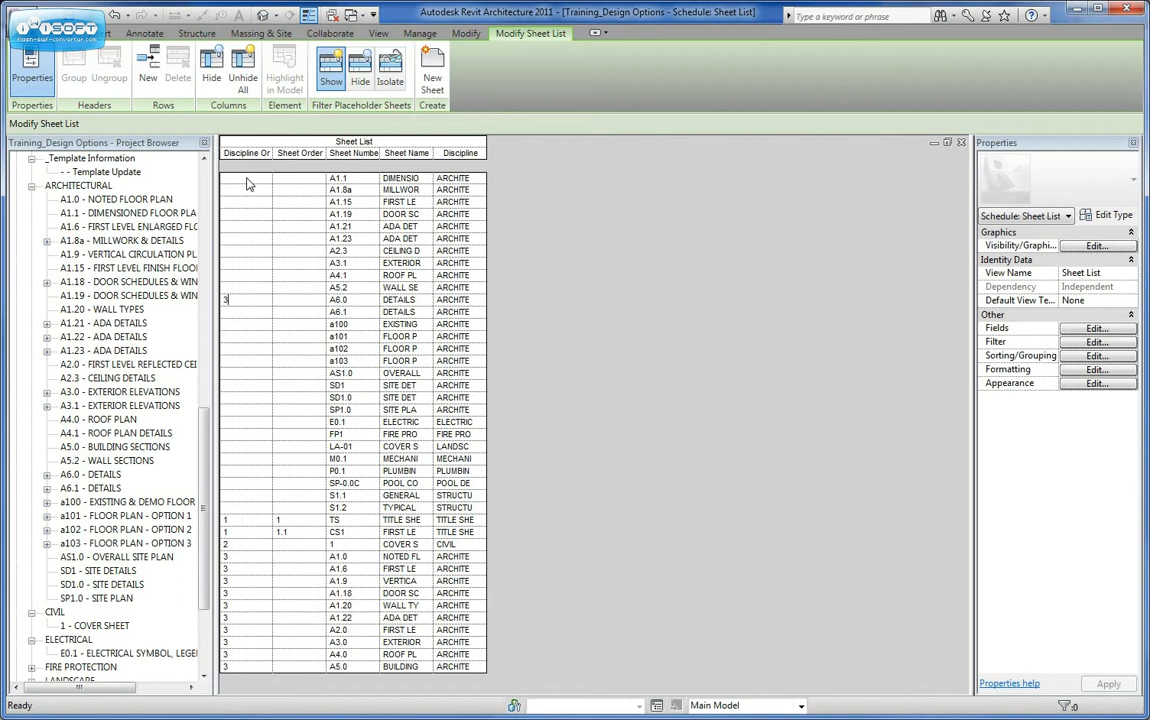 Autodesk Revit Architecture 2011 - [Training_Design Options - Schedule: Sheet List]
Type a keyword or phrase
iPiSOFT
flash-swf-converter.com
Annotate Structure Massing & Site Collaborate View Manage Modify Modify Sheet List
Properties Group Ungroup New Delete Hide Unhide All Highlight in Model Show Hide Isolate New Sheet
Properties Headers Rows Columns Element Filter Placeholder Sheets Create
Modify Sheet List
Training_Design Options - Project Browser
_Template Information
- - Template Update
ARCHITECTURAL
A1.0 - NOTED FLOOR PLAN
A1.1 - DIMENSIONED FLOOR PLA
A1.6 - FIRST LEVEL ENLARGED FLO
A1.8a - MILLWORK & DETAILS
A1.9 - VERTICAL CIRCULATION PL
A1.15 - FIRST LEVEL FINISH FLOOR
A1.18 - DOOR SCHEDULES & WIN
A1.19 - DOOR SCHEDULES & WIN
A1.20 - WALL TYPES
A1.21 - ADA DETAILS
A1.22 - ADA DETAILS
A1.23 - ADA DETAILS
A2.0 - FIRST LEVEL REFLECTED CEI
A2.3 - CEILING DETAILS
A3.0 - EXTERIOR ELEVATIONS
A3.1 - EXTERIOR ELEVATIONS
A4.0 - ROOF PLAN
A4.1 - ROOF PLAN DETAILS
A5.0 - BUILDING SECTIONS
A5.2 - WALL SECTIONS
A6.0 - DETAILS
A6.1 - DETAILS
a100 - EXISTING & DEMO FLOOR
a101 - FLOOR PLAN - OPTION 1
a102 - FLOOR PLAN - OPTION 2
a103 - FLOOR PLAN - OPTION 3
AS1.0 - OVERALL SITE PLAN
SD1 - SITE DETAILS
SD1.0 - SITE DETAILS
SP1.0 - SITE PLAN
CIVIL
1 - COVER SHEET
ELECTRICAL
E0.1 - ELECTRICAL SYMBOL, LEGE
FIRE PROTECTION
LANDSCAPE
Sheet List
Discipline Or Sheet Order Sheet Numbe Sheet Name Discipline
A1.1 DIMENSIO ARCHITE
A1.8a MILLWOR ARCHITE
A1.15 FIRST LE ARCHITE
A1.19 DOOR SC ARCHITE
A1.21 ADA DET ARCHITE
A1.23 ADA DET ARCHITE
A2.3 CEILING D ARCHITE
A3.1 EXTERIOR ARCHITE
A4.1 ROOF PL ARCHITE
A5.2 WALL SE ARCHITE
3 A6.0 DETAILS ARCHITE
A6.1 DETAILS ARCHITE
a100 EXISTING ARCHITE
a101 FLOOR P ARCHITE
a102 FLOOR P ARCHITE
a103 FLOOR P ARCHITE
AS1.0 OVERALL ARCHITE
SD1 SITE DET ARCHITE
SD1.0 SITE DET ARCHITE
SP1.0 SITE PLA ARCHITE
E0.1 ELECTRIC ELECTRIC
FP1 FIRE PRO FIRE PRO
LA-01 COVER S LANDSC
M0.1 MECHANI MECHANI
P0.1 PLUMBIN PLUMBIN
SP-0.0C POOL CO POOL DE
S1.1 GENERAL STRUCTU
S1.2 TYPICAL STRUCTU
1 1 TS TITLE SHE TITLE SHE
1 1.1 CS1 FIRST LE TITLE SHE
2 1 COVER S CIVIL
3 A1.0 NOTED FL ARCHITE
3 A1.6 FIRST LE ARCHITE
3 A1.9 VERTICA ARCHITE
3 A1.18 DOOR SC ARCHITE
3 A1.20 WALL TY ARCHITE
3 A1.22 ADA DET ARCHITE
3 A2.0 FIRST LE ARCHITE
3 A3.0 EXTERIOR ARCHITE
3 A4.0 ROOF PL ARCHITE
3 A5.0 BUILDING ARCHITE
Properties
Schedule: Sheet List Edit Type
Graphics
Visibility/Graphi... Edit...
Identity Data
View Name Sheet List
Dependency Independent
Default View Te... None
Other
Fields Edit...
Filter Edit...
Sorting/Grouping Edit...
Formatting Edit...
Appearance Edit...
Properties help Apply
Ready Main Model :0